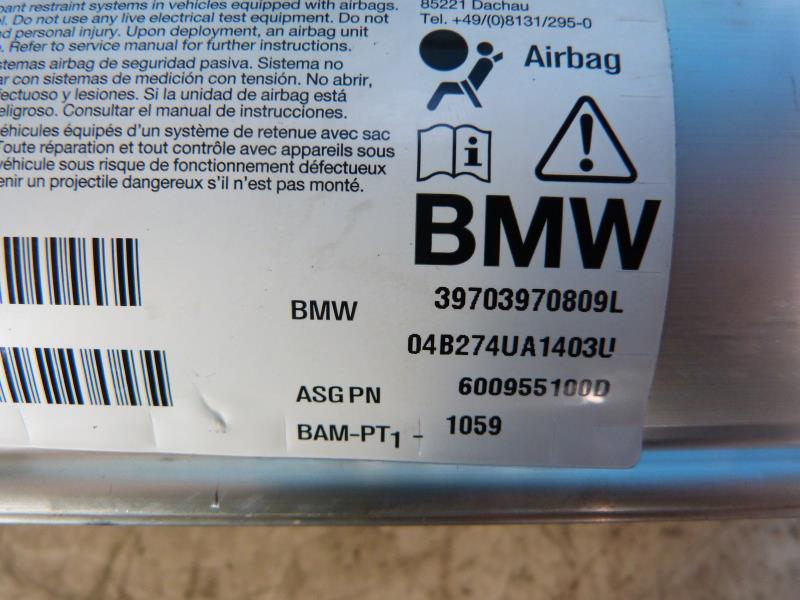 pant restraint systems in vehicles equipped with airbags.
Do not use any live electrical test equipment. Do not
personal injury. Upon deployment, an airbag unit
Refer to service manual for further instructions.
stemas airbag de seguridad pasiva. Sistema no
ar con sistemas de medición con tensión. No abrir,
fectuoso y lesiones. Si la unidad de airbag está
eligroso. Consultar el manual de instrucciones.
éhicules équipés d'un système de retenue avec sac
Toute réparation et tout contrôle avec appareils sous
véhicule sous risque de fonctionnement défectueux
enir un projectile dangereux s'il n'est pas monté.
85221 Dachau
Tel. +49/(0)8131/295-0
Airbag
i
BMW
BMW 39703970809L
04B274UA1403U
ASG PN 600955100D
BAM-PT1 - 1059